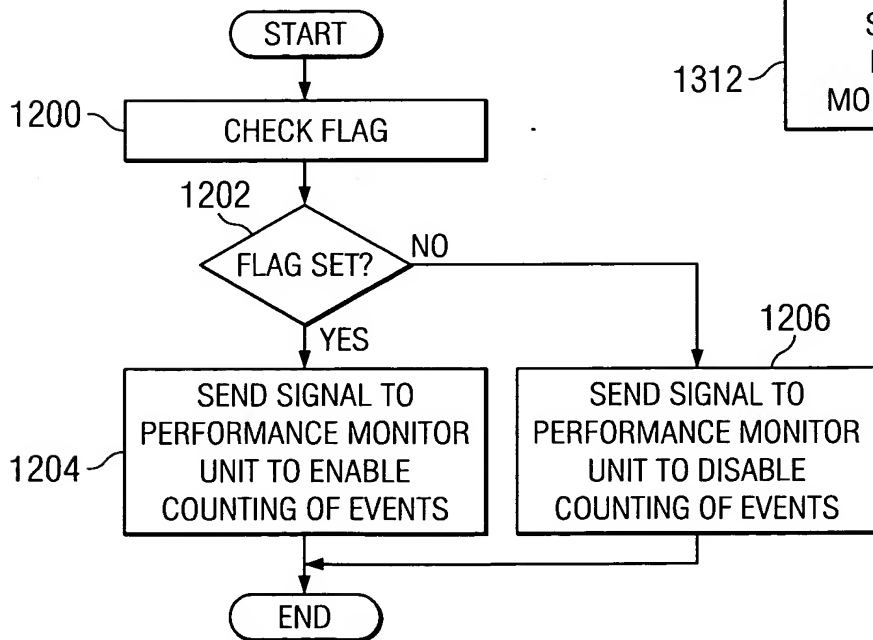 START
1200
CHECK FLAG
1202
FLAG SET?
NO
YES
1204
SEND SIGNAL TO
PERFORMANCE MONITOR
UNIT TO ENABLE
COUNTING OF EVENTS
1206
SEND SIGNAL TO
PERFORMANCE MONITOR
UNIT TO DISABLE
COUNTING OF EVENTS
END
1312